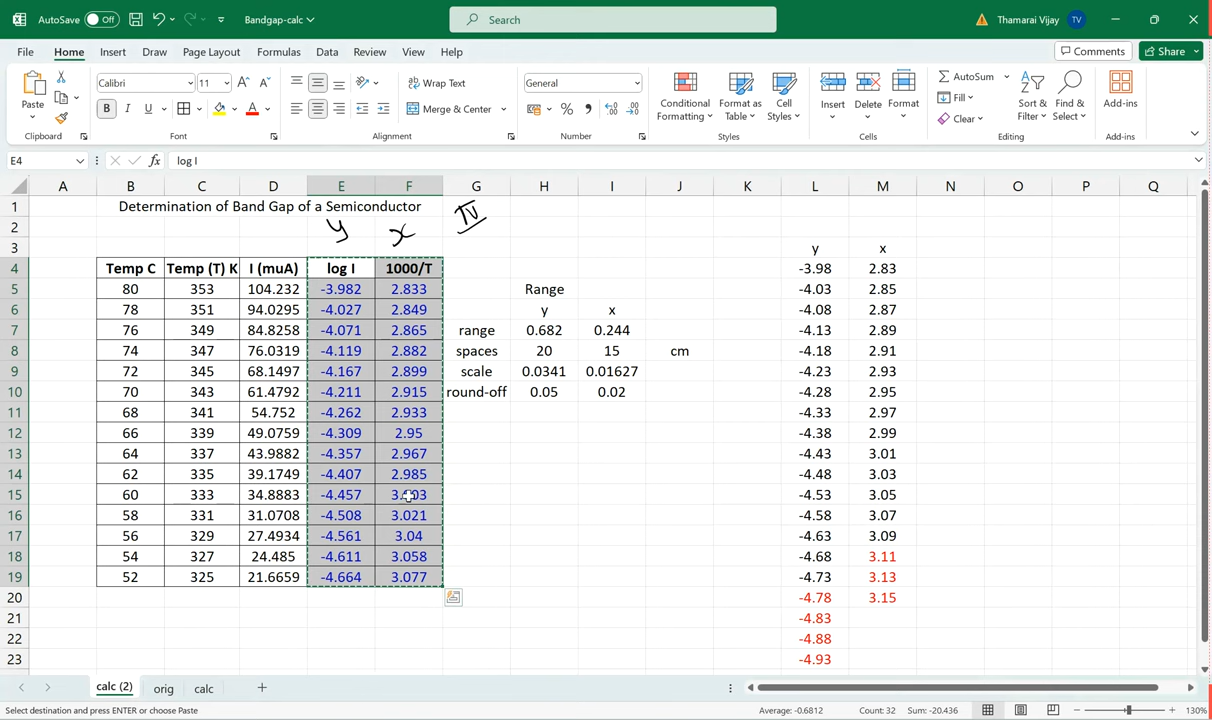 AutoSave Off Bandgap-calc Search Thamarai Vijay TV
File Home Insert Draw Page Layout Formulas Data Review View Help Comments Share
Paste Calibri 11 A A Wrap Text General Conditional Formatting Format as Table Cell Styles Insert Delete Format AutoSum Fill Clear Sort & Filter Find & Select Add-ins
B I U A Merge & Center % 
Clipboard Font Alignment Number Styles Cells Editing Add-ins
E4 fx log I
A B C D E F G H I J K L M N O P Q
1 Determination of Band Gap of a Semiconductor
2 y x IV
3 y x
4 Temp C Temp (T) K I (muA) log I 1000/T -3.98 2.83
5 80 353 104.232 -3.982 2.833 Range -4.03 2.85
6 78 351 94.0295 -4.027 2.849 y x -4.08 2.87
7 76 349 84.8258 -4.071 2.865 range 0.682 0.244 -4.13 2.89
8 74 347 76.0319 -4.119 2.882 spaces 20 15 cm -4.18 2.91
9 72 345 68.1497 -4.167 2.899 scale 0.0341 0.01627 -4.23 2.93
10 70 343 61.4792 -4.211 2.915 round-off 0.05 0.02 -4.28 2.95
11 68 341 54.752 -4.262 2.933 -4.33 2.97
12 66 339 49.0759 -4.309 2.95 -4.38 2.99
13 64 337 43.9882 -4.357 2.967 -4.43 3.01
14 62 335 39.1749 -4.407 2.985 -4.48 3.03
15 60 333 34.8883 -4.457 3.003 -4.53 3.05
16 58 331 31.0708 -4.508 3.021 -4.58 3.07
17 56 329 27.4934 -4.561 3.04 -4.63 3.09
18 54 327 24.485 -4.611 3.058 -4.68 3.11
19 52 325 21.6659 -4.664 3.077 -4.73 3.13
20 -4.78 3.15
21 -4.83
22 -4.88
23 -4.93
calc (2) orig calc
Select destination and press ENTER or choose Paste Average: -0.6812 Count: 32 Sum: -20.436 130%